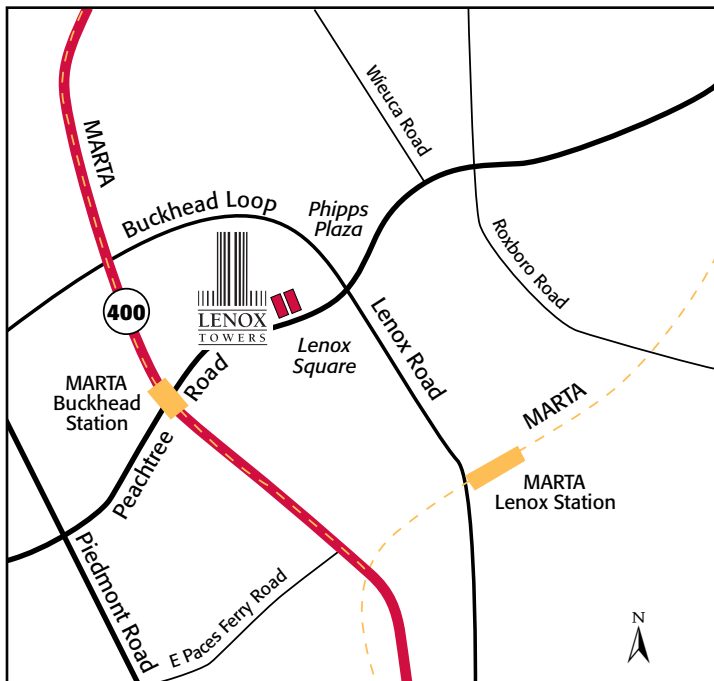 Wieuca Road
MARTA
Buckhead Loop
Phipps
Plaza
Roxboro Road
400
LENOX
TOWERS
Lenox
Square
Lenox Road
MARTA
Buckhead
Station
Peachtree Road
MARTA
MARTA
Lenox Station
Piedmont Road
E Paces Ferry Road
N